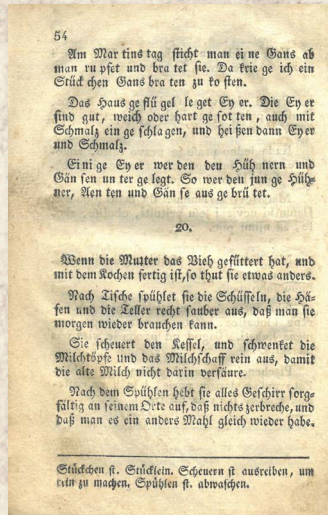 54
Am Mar tins tag sticht man ei ne Gans ab
man ru pfet und bra tet sie. Da krie ge ich ein
Stück chen Gans bra ten zu ko sten.
Das Haus ge flü gel le get Ey er. Die Ey er
sind gut, weich oder hart ge sot ten, auch mit
Schmalz ein ge schlagen, und hei ßen dann Eyer
und Schmalz.
Eini ge Eyer wer den den Hüh nern und
Gän sen un ter ge legt. So wer den jun ge Hüh-
ner, Aen ten und Gän se aus ge brü tet.
20.
Wenn die Mutter das Vieh gefüttert hat, und
mit dem Kochen fertig ist, so thut sie etwas anders.
Nach Tische spühlet sie die Schüsseln, die Hä-
fen und die Teller recht sauber aus, daß man sie
morgen wieder brauchen kann.
Sie scheuert den Kessel, und schwenket die
Milchtöpfe und das Milchschaff rein aus, damit
die alte Milch nicht darin versäure.
Nach dem Spühlen hebt sie alles Geschirr sorg-
fältig an seinem Orte auf, daß nichts zerbreche, und
daß man es ein anders Mahl gleich wieder habe.
Stückchen st. Stücklein. Scheuern st ausreiben, um
rein zu machen. Spühlen st. abwaschen.